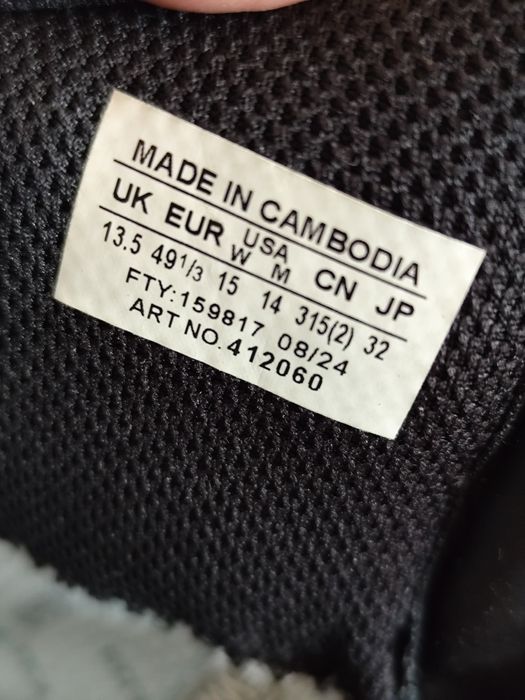 MADE IN CAMBODIA
UK EUR USA CN JP
W M
13.5 49 1/3 15 14 315(2) 32
FTY:159817 08/24
ART NO.412060